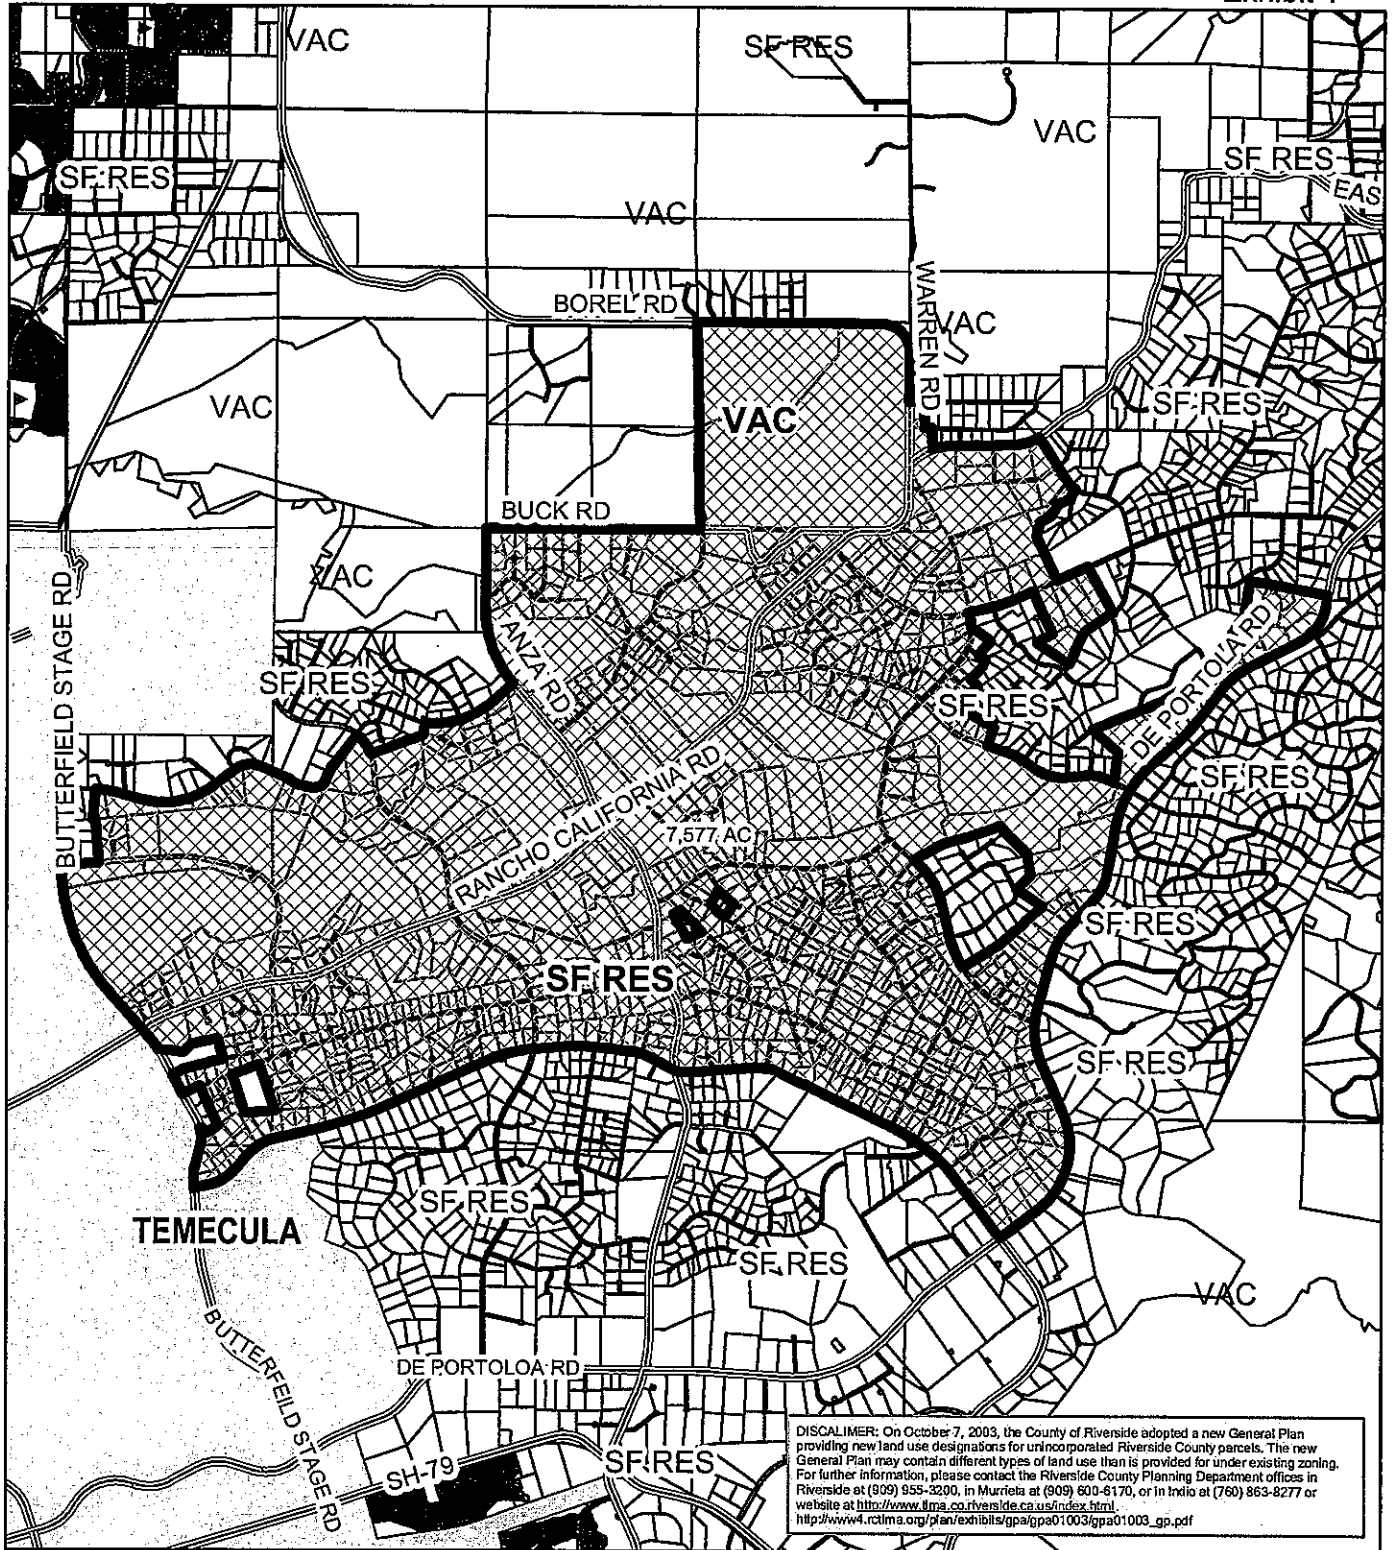 VAC
SF RES
VAC
SF RES
SF RES
EAS
VAC
BOREL RD
WARREN RD
VAC
VAC
VAC
SF RES
BUCK RD
VAC
BUTTERFIELD STAGE RD
ANZA RD
SF RES
SF RES
DE PORTOLA RD
SF RES
RANCHO CALIFORNIA RD
7,577 AC
SF RES
SF RES
SF RES
TEMECULA
SF RES
SF RES
VAC
BUTTERFEILD STAGE RD
DE PORTOLOA RD
SH-79
SF RES
DISCALIMER: On October 7, 2003, the County of Riverside adopted a new General Plan
providing new land use designations for unincorporated Riverside County parcels. The new
General Plan may contain different types of land use than is provided for under existing zoning.
For further information, please contact the Riverside County Planning Department offices in
Riverside at (909) 955-3200, in Murrieta at (909) 600-6170, or in Indio at (760) 863-8277 or
website at http://www.tlma.co.riverside.ca.us/index.html.
http://www4.rctlma.org/plan/exhibits/gpa/gpa01003/gpa01003_gp.pdf